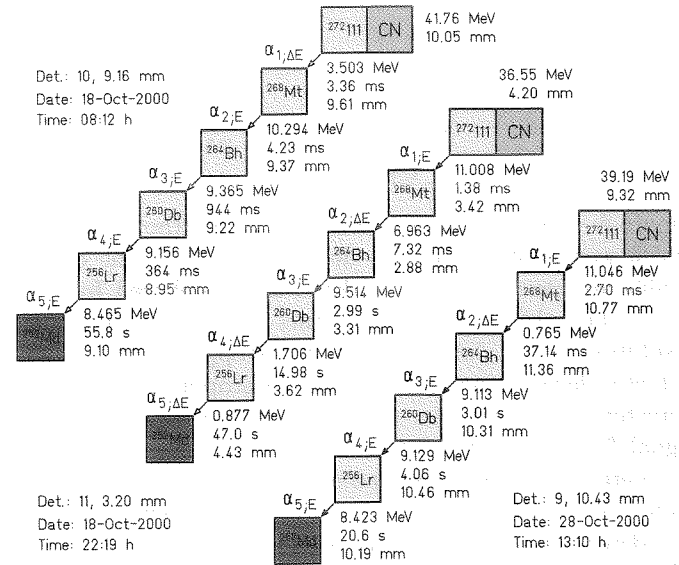 272111 CN
41.76 MeV
10.05 mm
α1;ΔE
3.503 MeV
3.36 ms
9.61 mm
268Mt
Det.: 10, 9.16 mm
Date: 18-Oct-2000
Time: 08:12 h
α2;E
10.294 MeV
4.23 ms
9.37 mm
264Bh
α3;E
9.365 MeV
944 ms
9.22 mm
260Db
α4;E
9.156 MeV
364 ms
8.95 mm
256Lr
α5;E
8.465 MeV
55.8 s
9.10 mm
36.55 MeV
4.20 mm
272111 CN
α1;E
11.008 MeV
1.38 ms
3.42 mm
268Mt
α2;ΔE
6.963 MeV
7.32 ms
2.88 mm
264Bh
α3;E
9.514 MeV
2.99 s
3.31 mm
260Db
α4;ΔE
1.706 MeV
14.98 s
3.62 mm
256Lr
α5;ΔE
0.877 MeV
47.0 s
4.43 mm
Det.: 11, 3.20 mm
Date: 18-Oct-2000
Time: 22:19 h
39.19 MeV
9.32 mm
272111 CN
α1;E
11.046 MeV
2.70 ms
10.77 mm
268Mt
α2;ΔE
0.765 MeV
37.14 ms
11.36 mm
264Bh
α3;E
9.113 MeV
3.01 s
10.31 mm
260Db
α4;E
9.129 MeV
4.06 s
10.46 mm
256Lr
α5;E
8.423 MeV
20.6 s
10.19 mm
Det.: 9, 10.43 mm
Date: 28-Oct-2000
Time: 13:10 h